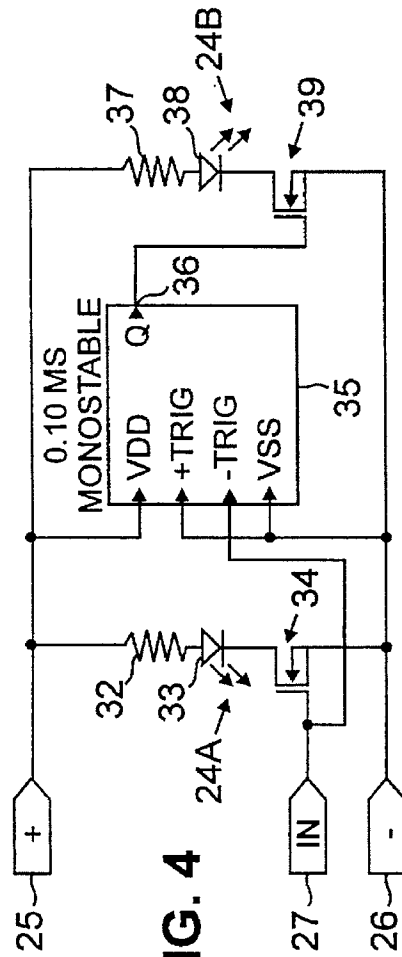 0.10 MS
MONOSTABLE
37
38
24B
39
36
Q
VDD
+TRIG
-TRIG
VSS
35
32
33
24A
34
25
+
IG. 4
27
IN
26
-